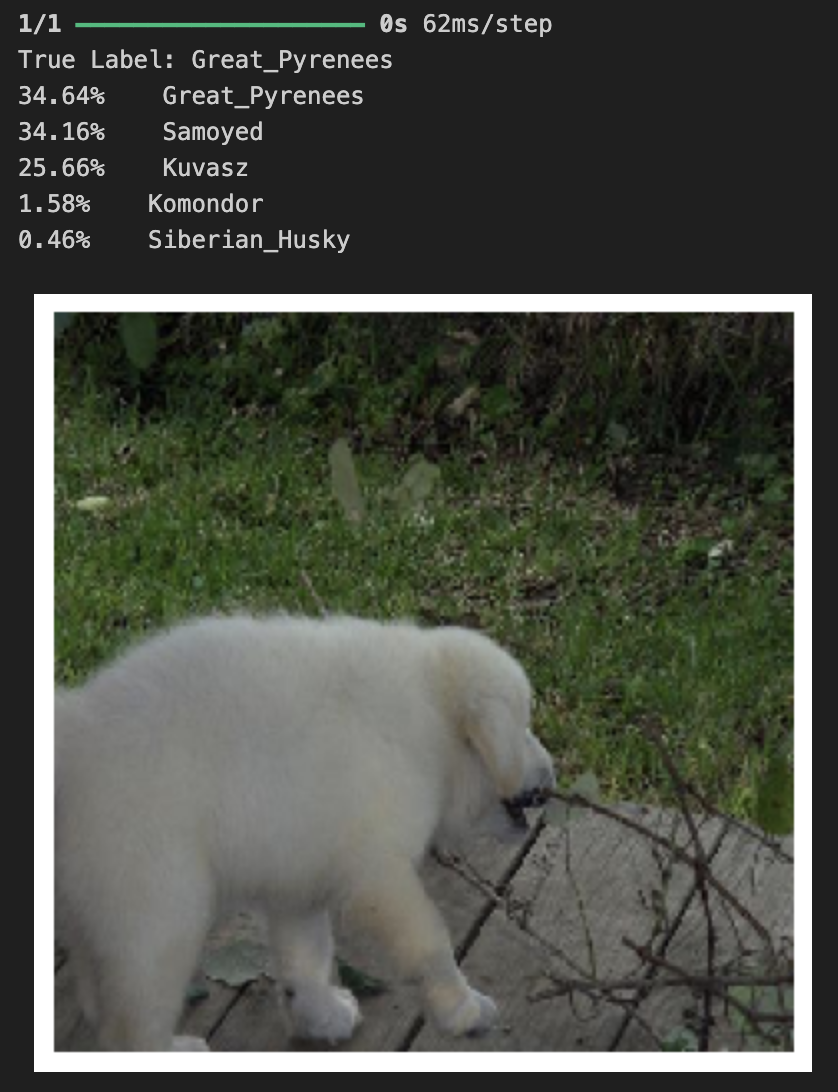 1/1 ━━━━━━━━━━━━━━━━━━━━ 0s 62ms/step
True Label: Great_Pyrenees
34.64%    Great_Pyrenees
34.16%    Samoyed
25.66%    Kuvasz
1.58%    Komondor
0.46%    Siberian_Husky